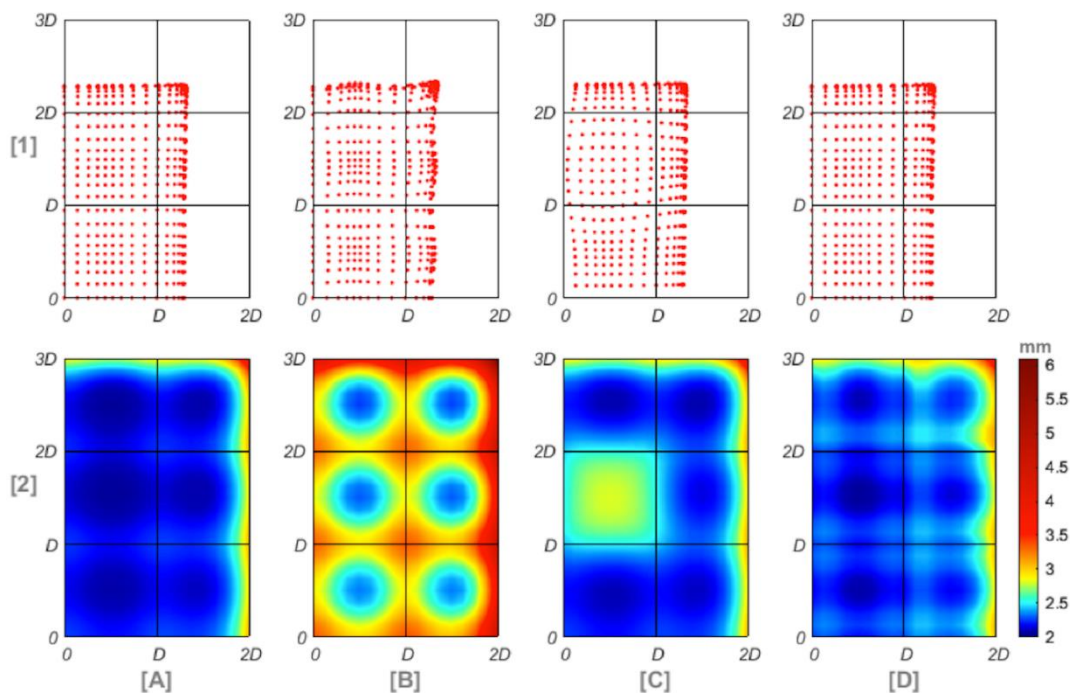 3D 3D 3D 3D
2D 2D 2D 2D
[1]
D D D D
0 0 0 0
0 D 2D 0 D 2D 0 D 2D 0 D 2D
mm
3D 3D 3D 3D 6
5.5
5
2D 2D 2D 2D 4.5
[2] 4
D D D D 3.5
3
2.5
0 0 0 0 2
0 D 2D 0 D 2D 0 D 2D 0 D 2D
[A] [B] [C] [D]